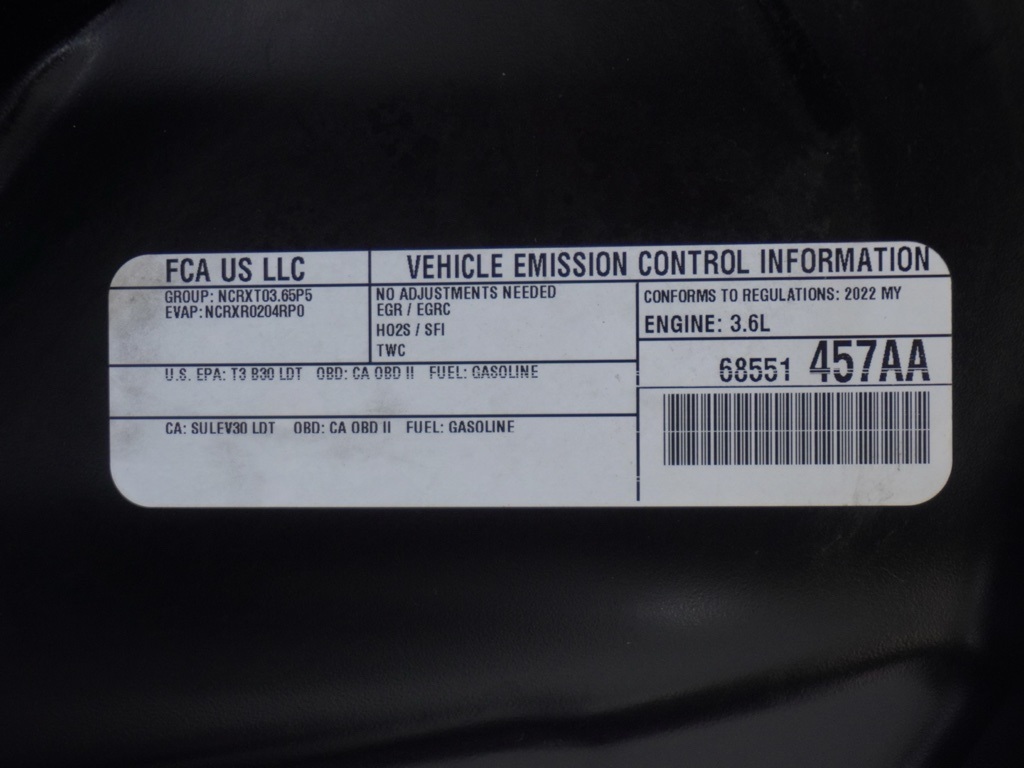 FCA US LLC
VEHICLE EMISSION CONTROL INFORMATION
GROUP: NCRXT03.65P5
EVAP:NCRXR0204RP0
NO ADJUSTMENTS NEEDED
EGR / EGRC
HO2S / SFI
TWC
CONFORMS TO REGULATIONS: 2022 MY
ENGINE: 3.6L
U.S. EPA: T3 B30 LDT OBD: CA OBD II FUEL: GASOLINE
68551 457AA
CA: SULEV30 LDT OBD: CA OBD II FUEL: GASOLINE